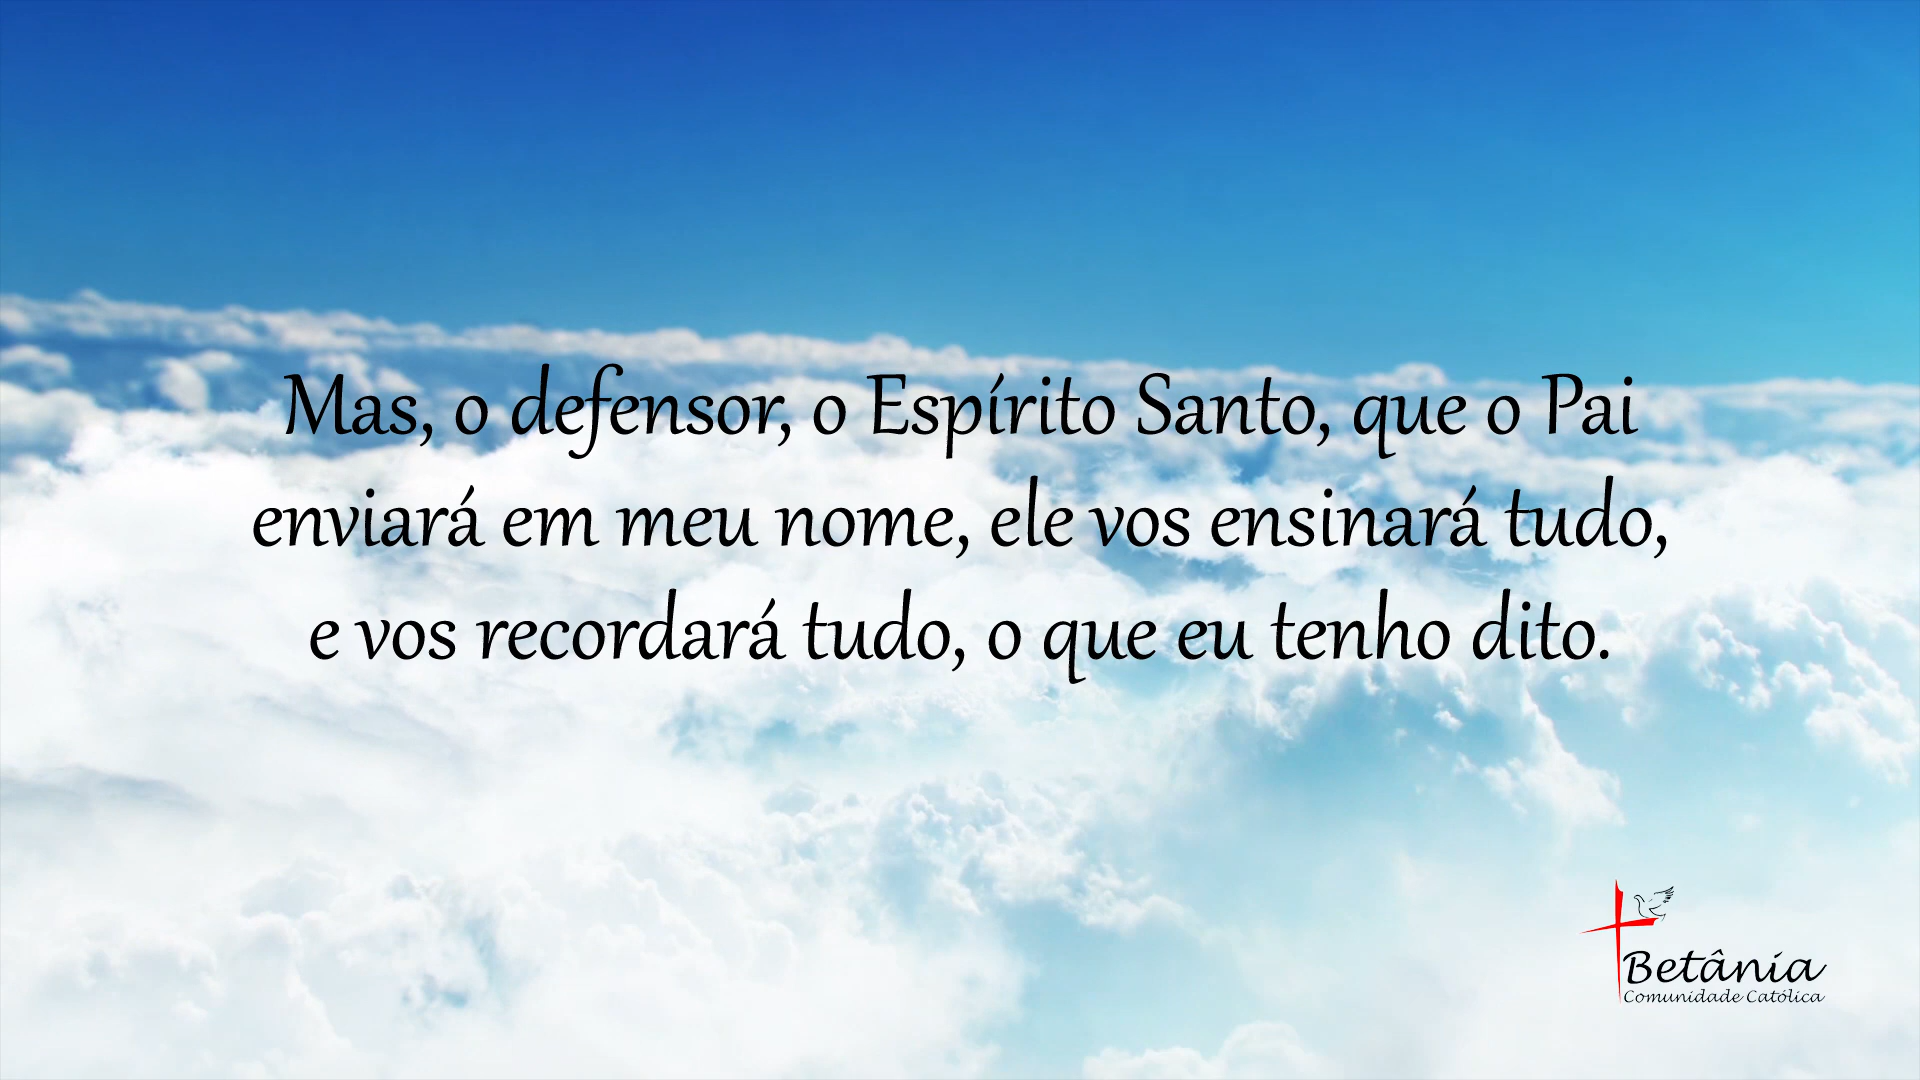 Mas, o defensor, o Espírito Santo, que o Pai
enviará em meu nome, ele vos ensinará tudo,
e vos recordará tudo, o que eu tenho dito.
Betânia
Comunidade Católica